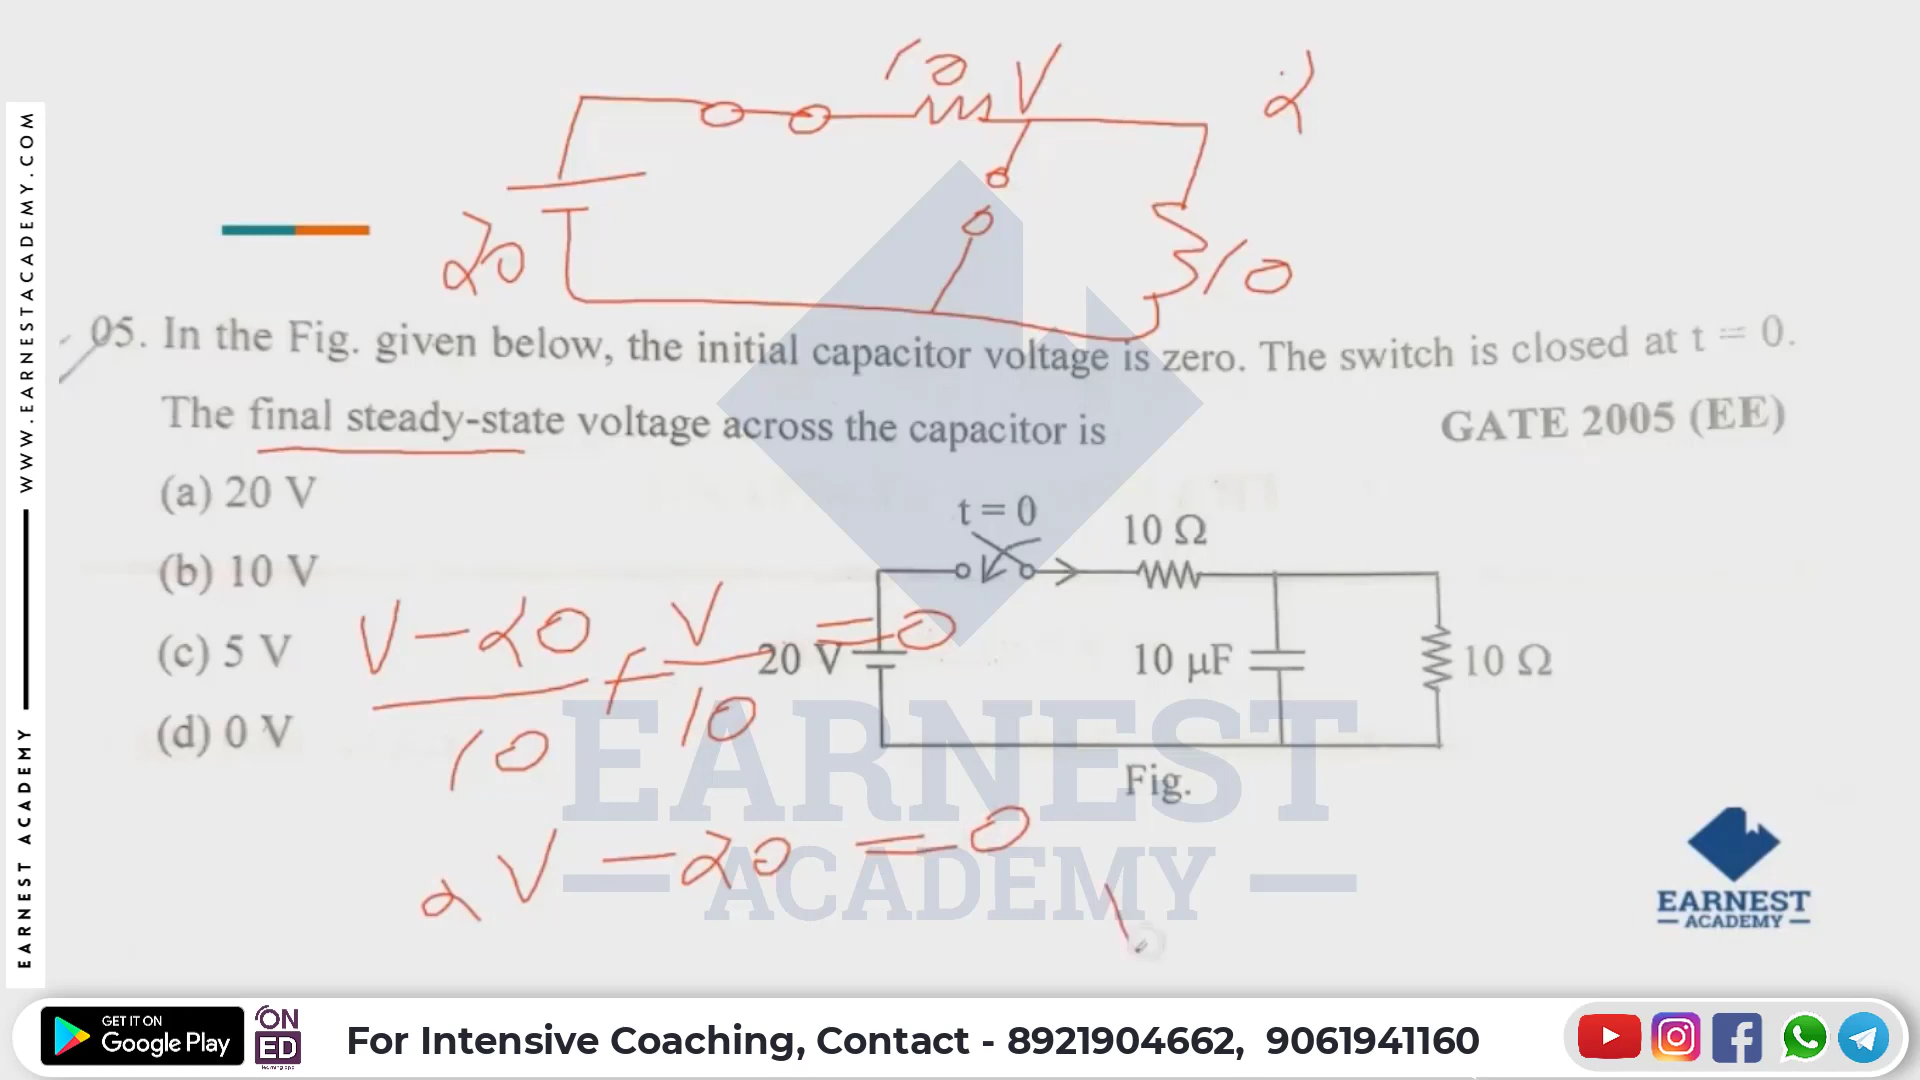 10 V 2
20 10
05. In the Fig. given below, the initial capacitor voltage is zero. The switch is closed at t = 0.
The final steady-state voltage across the capacitor is GATE 2005 (EE)
(a) 20 V
(b) 10 V
(c) 5 V
(d) 0 V
t = 0
10 Ω
20 V
10 μF
10 Ω
Fig.
V - 20 / 10 + V / 10 = 0
2V - 20 = 0
EARNEST
ACADEMY
EARNEST
ACADEMY
EARNEST ACADEMY WWW.EARNESTACADEMY.COM
GET IT ON
Google Play
ON
ED
learning app
For Intensive Coaching, Contact - 8921904662, 9061941160